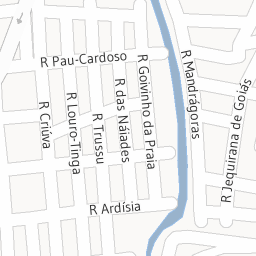 R Pau-Cardoso
R Criúva
R Louro-Tinga
R Trussu
R das Náiades
R Goivinho da Praia
R Mandrágoras
R Jequirana de Goiás
R Ardísia